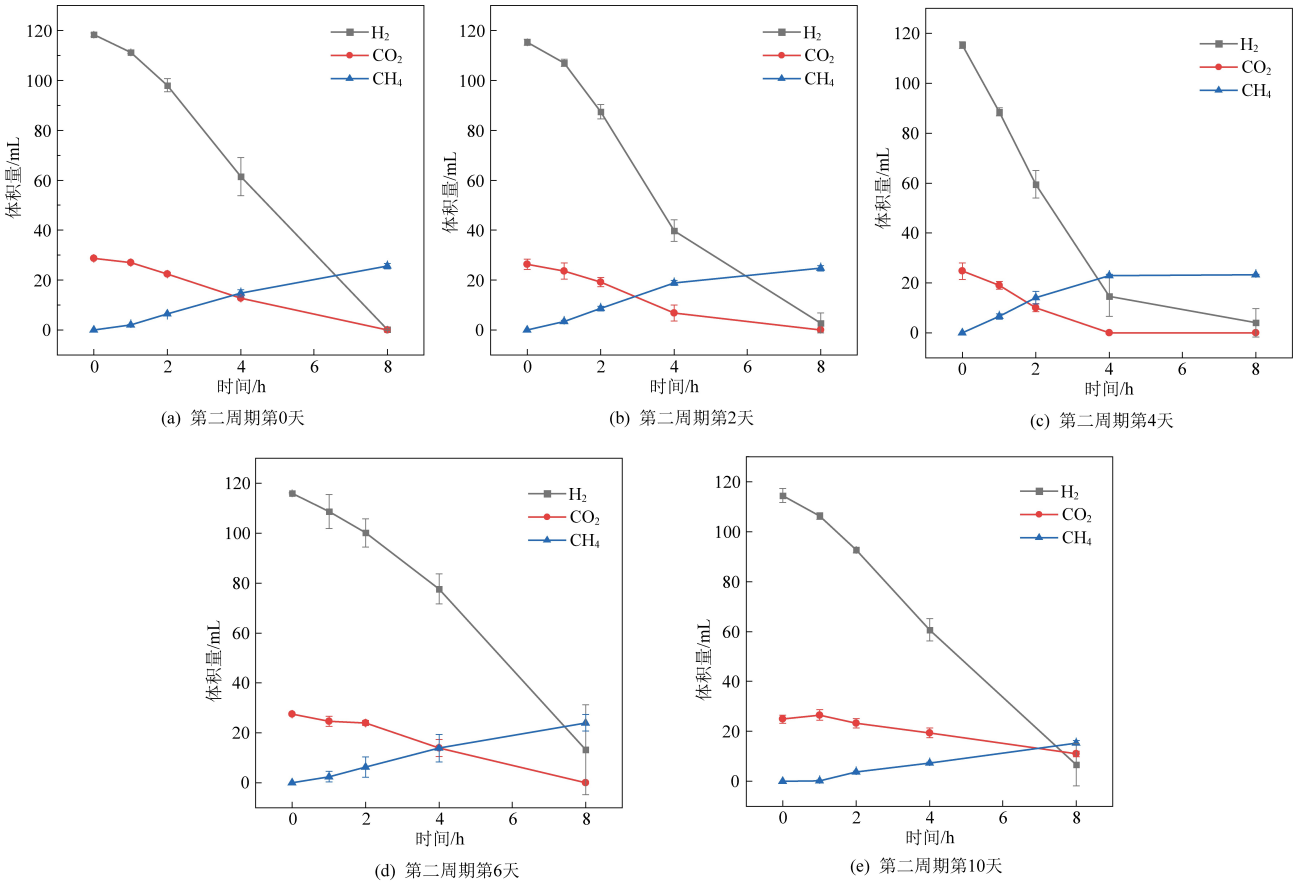 体积量/mL
120
100
80
60
40
20
0
H₂
CO₂
CH₄
0 2 4 6 8
时间/h
(a) 第二周期第0天
体积量/mL
120
100
80
60
40
20
0
H₂
CO₂
CH₄
0 2 4 6 8
时间/h
(b) 第二周期第2天
体积量/mL
120
100
80
60
40
20
0
H₂
CO₂
CH₄
0 2 4 6 8
时间/h
(c) 第二周期第4天
体积量/mL
120
100
80
60
40
20
0
H₂
CO₂
CH₄
0 2 4 6 8
时间/h
(d) 第二周期第6天
体积量/mL
120
100
80
60
40
20
0
H₂
CO₂
CH₄
0 2 4 6 8
时间/h
(e) 第二周期第10天